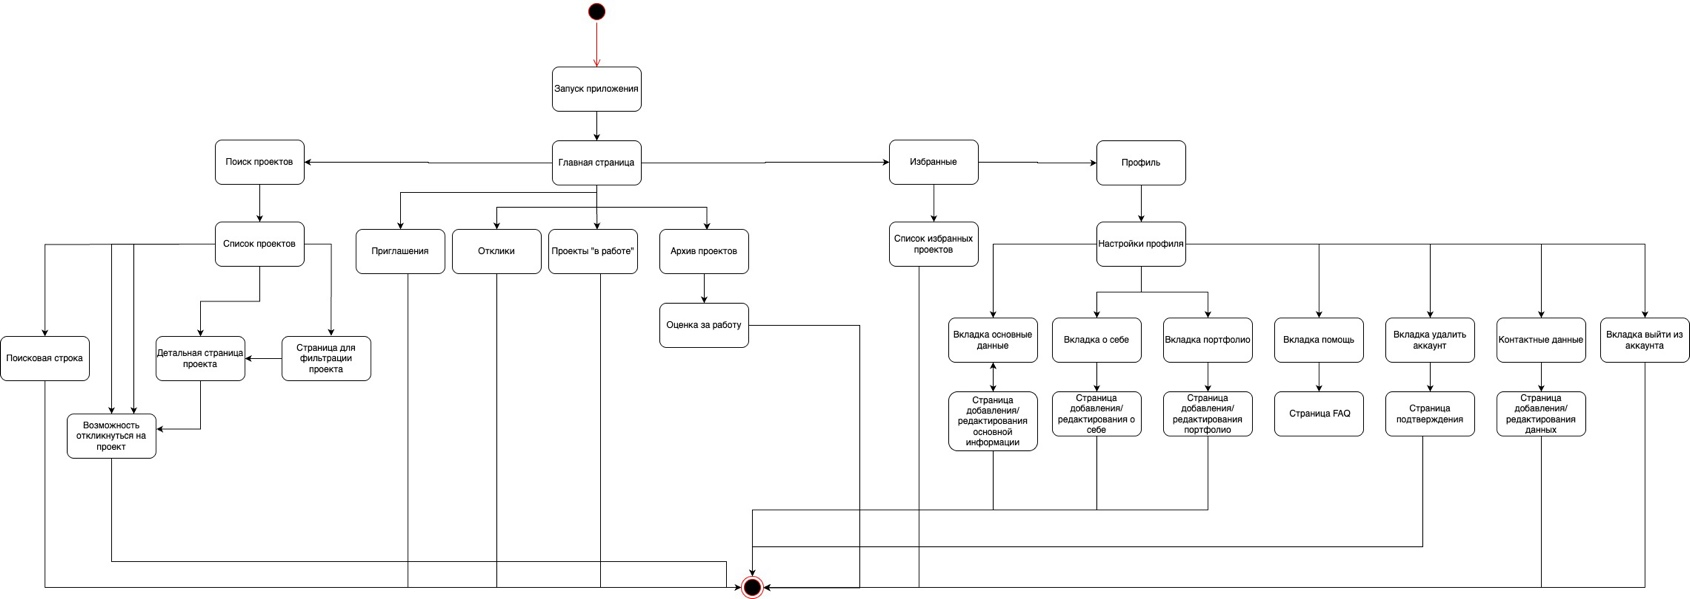 Запуск приложения
Поиск проектов
Главная страница
Избранные
Профиль
Список проектов
Приглашения
Отклики
Проекты "в работе"
Архив проектов
Список избранных
проектов
Настройки профиля
Оценка за работу
Поисковая строка
Детальная страница
проекта
Страница для
фильтрации
проекта
Вкладка основные
данные
Вкладка о себе
Вкладка портфолио
Вкладка помощь
Вкладка удалить
аккаунт
Контактные данные
Вкладка выйти из
аккаунта
Возможность
откликнуться на
проект
Страница
добавления/
редактирования
основной
информации
Страница
добавления/
редактирования о
себе
Страница
добавления/
редактирования
портфолио
Страница FAQ
Страница
подтверждения
Страница
добавления/
редактирования
данных